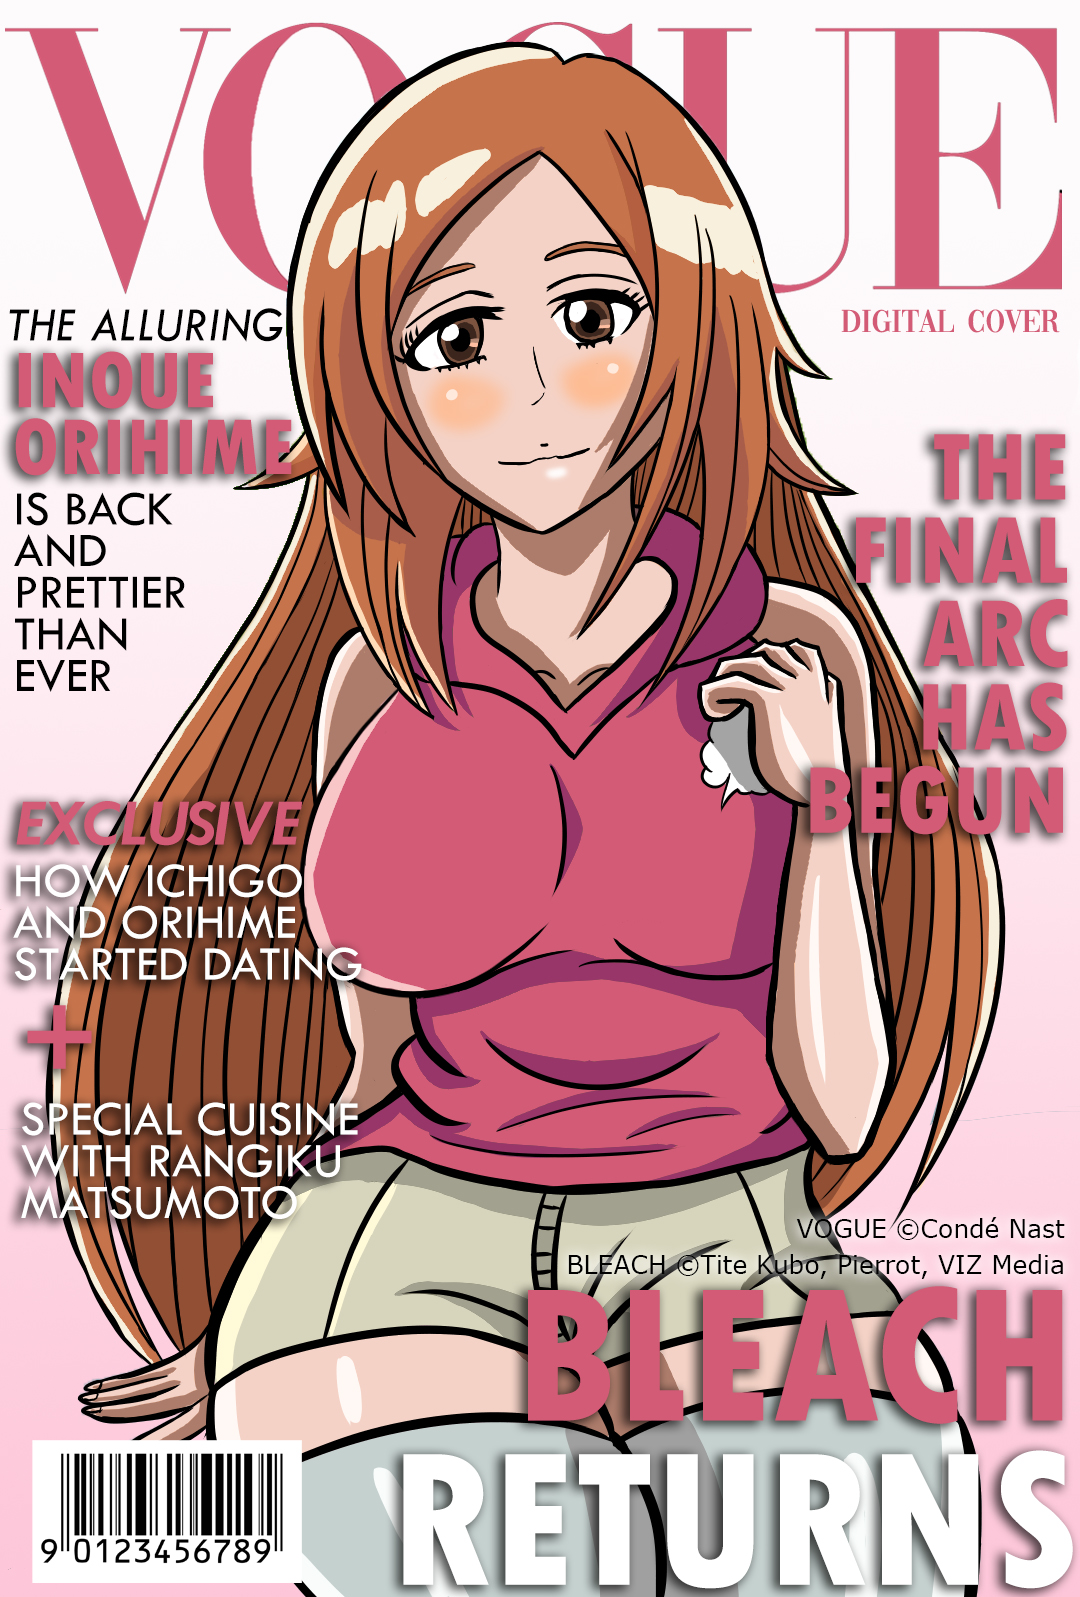 VOGUE
DIGITAL COVER
THE ALLURING
INOUE
ORIHIME
IS BACK
AND
PRETTIER
THAN
EVER
THE
FINAL
ARC
HAS
BEGUN
EXCLUSIVE
HOW ICHIGO
AND ORIHIME
STARTED DATING
+
SPECIAL CUISINE
WITH RANGIKU
MATSUMOTO
VOGUE ©Condé Nast
BLEACH ©Tite Kubo, Pierrot, VIZ Media
BLEACH
RETURNS
9 0123456789